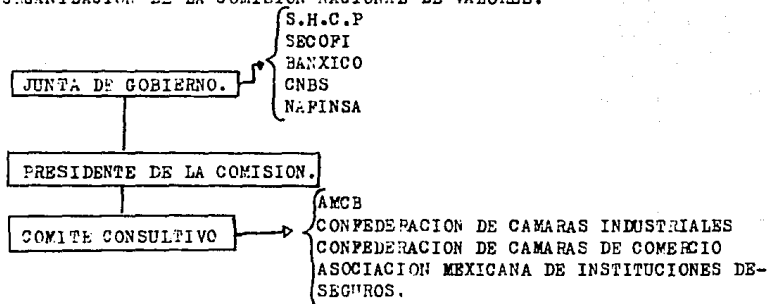 ORGANIZACION DE LA COMISION NACIONAL DE VALORES.
JUNTA DE GOBIERNO.
S.H.C.P
SECOFI
BANXICO
CNBS
NAFINSA
PRESIDENTE DE LA COMISION.
COMITE CONSULTIVO
AMCB
CONFEDERACION DE CAMARAS INDUSTRIALES
CONFEDERACION DE CAMARAS DE COMERCIO
ASOCIACION MEXICANA DE INSTITUCIONES DE-
SEGUROS.